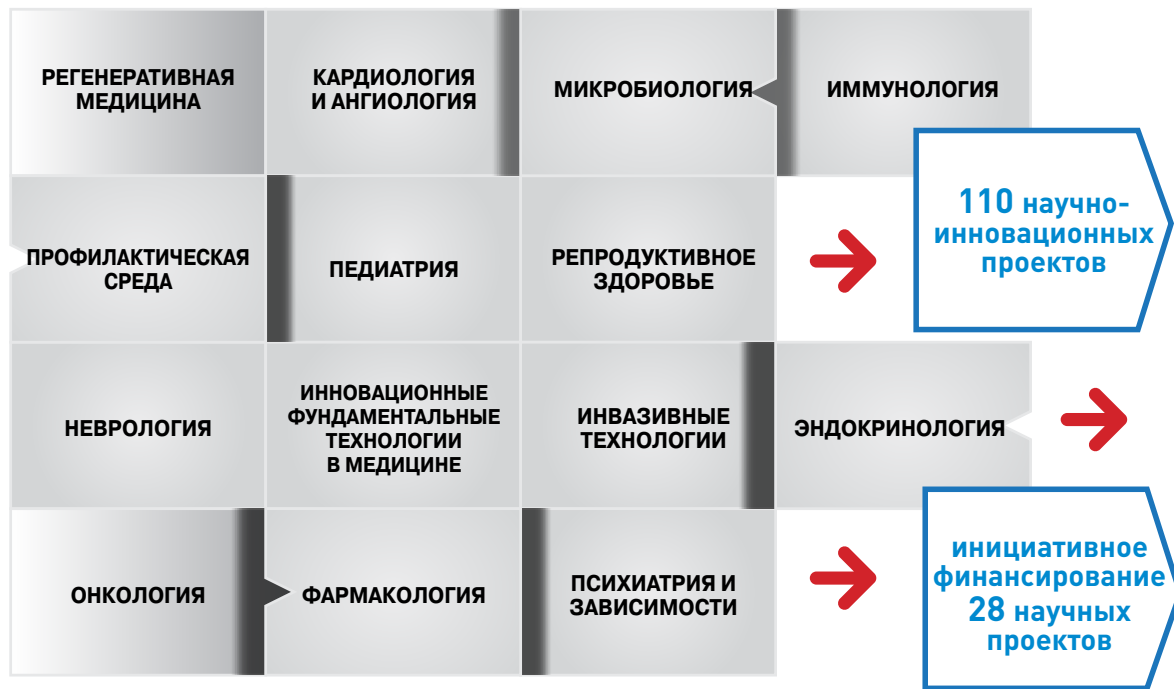 РЕГЕНЕРАТИВНАЯ
МЕДИЦИНА
КАРДИОЛОГИЯ
И АНГИОЛОГИЯ
МИКРОБИОЛОГИЯ
ИММУНОЛОГИЯ
110 научно-
инновационных
проектов
ПРОФИЛАКТИЧЕСКАЯ
СРЕДА
ПЕДИАТРИЯ
РЕПРОДУКТИВНОЕ
ЗДОРОВЬЕ
НЕВРОЛОГИЯ
ИННОВАЦИОННЫЕ
ФУНДАМЕНТАЛЬНЫЕ
ТЕХНОЛОГИИ
В МЕДИЦИНЕ
ИНВАЗИВНЫЕ
ТЕХНОЛОГИИ
ЭНДОКРИНОЛОГИЯ
ОНКОЛОГИЯ
ФАРМАКОЛОГИЯ
ПСИХИАТРИЯ И
ЗАВИСИМОСТИ
инициативное
финансирование
28 научных
проектов